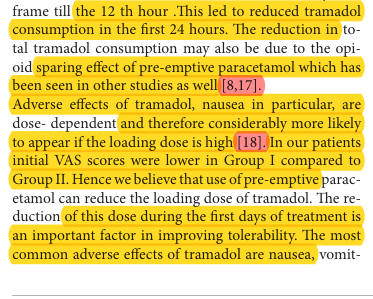 frame till the 12 th hour .This led to reduced tramadol
consumption in the first 24 hours. The reduction in to-
tal tramadol consumption may also be due to the opi-
oid sparing effect of pre-emptive paracetamol which has
been seen in other studies as well [8,17].
Adverse effects of tramadol, nausea in particular, are
dose- dependent and therefore considerably more likely
to appear if the loading dose is high [18]. In our patients
initial VAS scores were lower in Group I compared to
Group II. Hence we believe that use of pre-emptive parac-
etamol can reduce the loading dose of tramadol. The re-
duction of this dose during the first days of treatment is
an important factor in improving tolerability. The most
common adverse effects of tramadol are nausea, vomit-